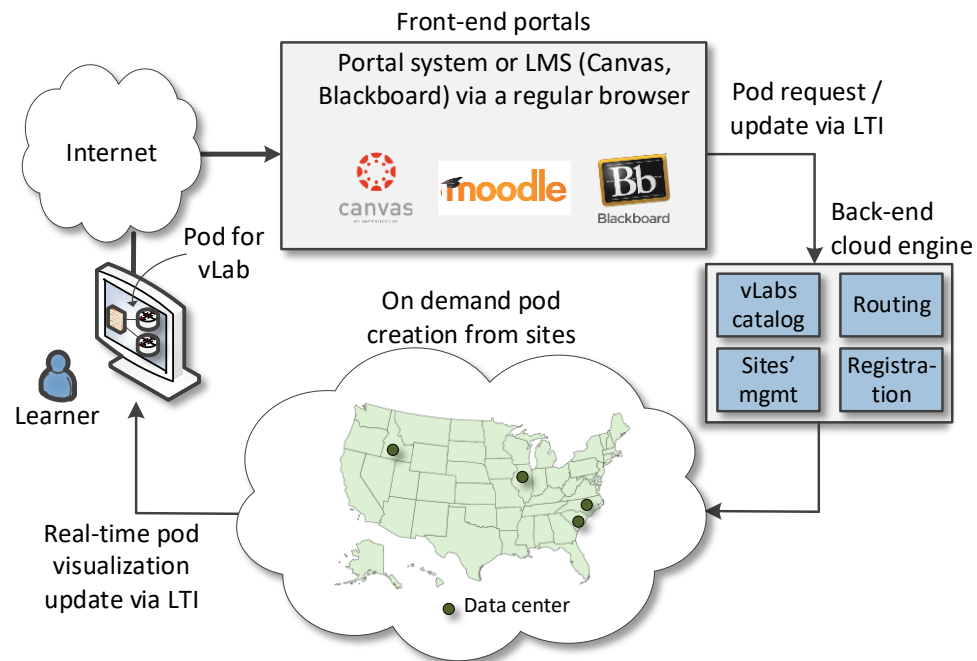 Front-end portals
Portal system or LMS (Canvas,
Blackboard) via a regular browser
canvas
BY INSTRUCTURE
moodle
Bb
Blackboard
Internet
Pod request /
update via LTI
Pod for
vLab
Back-end
cloud engine
vLabs
catalog
Routing
Sites'
mgmt
Registra-
tion
On demand pod
creation from sites
Learner
Real-time pod
visualization
update via LTI
Data center